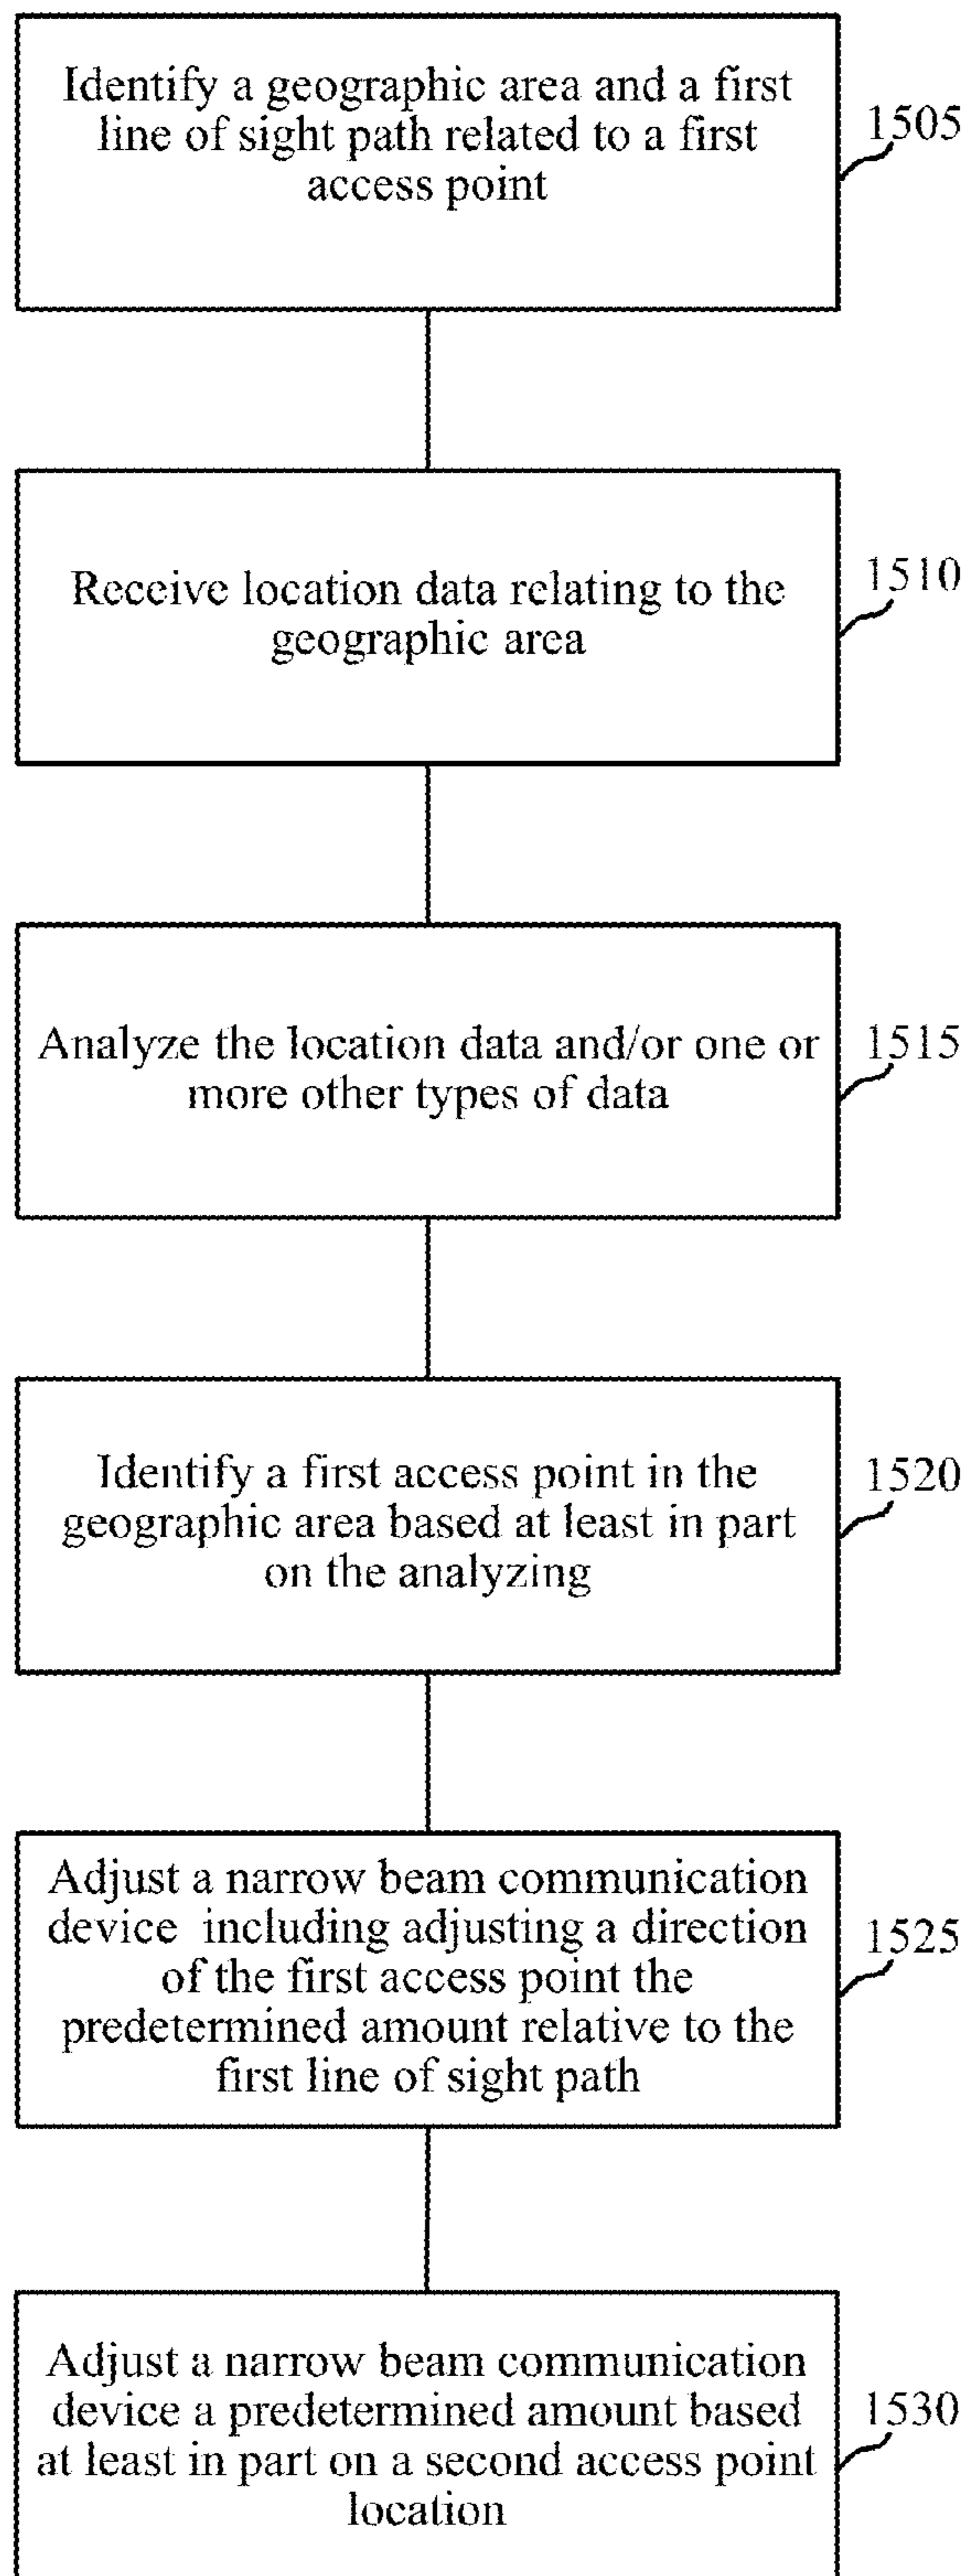 Identify a geographic area and a first
line of sight path related to a first
access point
1505
Receive location data relating to the
geographic area
1510
Analyze the location data and/or one or
more other types of data
1515
Identify a first access point in the
geographic area based at least in part
on the analyzing
1520
Adjust a narrow beam communication
device including adjusting a direction
of the first access point the
predetermined amount relative to the
first line of sight path
1525
Adjust a narrow beam communication
device a predetermined amount based
at least in part on a second access point
location
1530